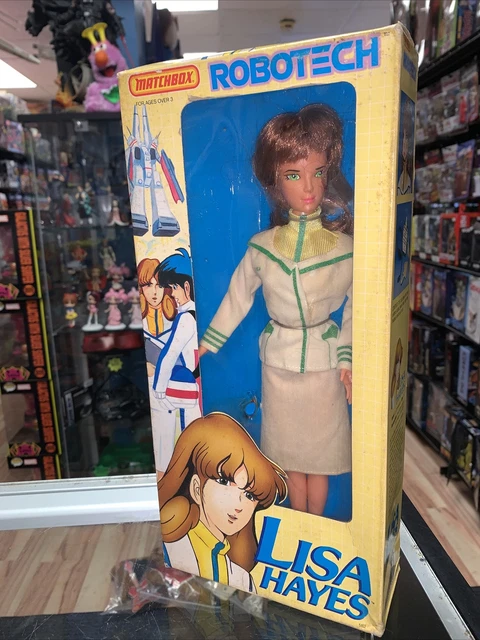 MATCHBOX
ROBOTECH
FOR AGES OVER 3
LISA
HAYES